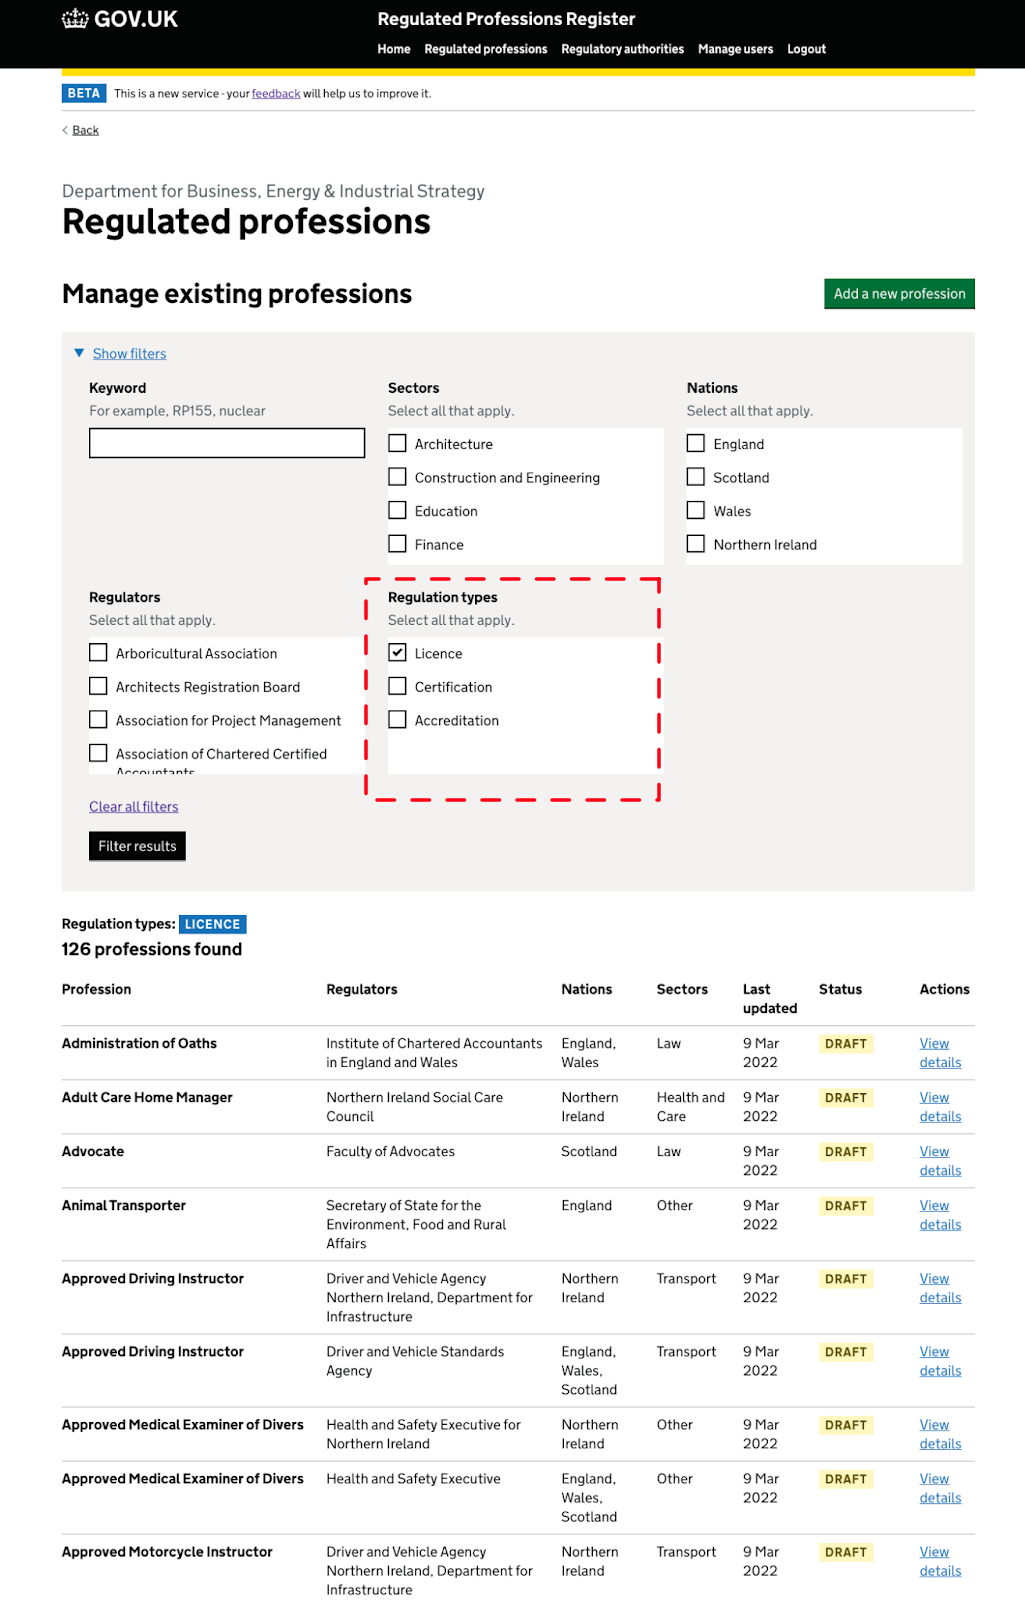 GOV.UK
Regulated Professions Register
Home Regulated professions Regulatory authorities Manage users Logout
BETA This is a new service - your feedback will help us to improve it.
Back
Department for Business, Energy & Industrial Strategy
Regulated professions
Manage existing professions
Add a new profession
Show filters
Keyword
For example, RP155, nuclear
Sectors
Select all that apply.
Architecture
Construction and Engineering
Education
Finance
Nations
Select all that apply.
England
Scotland
Wales
Northern Ireland
Regulators
Select all that apply.
Arboricultural Association
Architects Registration Board
Association for Project Management
Association of Chartered Certified
Accountants
Regulation types
Select all that apply.
Licence
Certification
Accreditation
Clear all filters
Filter results
Regulation types: LICENCE
126 professions found
Profession Regulators Nations Sectors Last Status Actions
updated
Administration of Oaths Institute of Chartered Accountants England, Law 9 Mar DRAFT View
in England and Wales Wales 2022 details
Adult Care Home Manager Northern Ireland Social Care Northern Health and 9 Mar DRAFT View
Council Ireland Care 2022 details
Advocate Faculty of Advocates Scotland Law 9 Mar DRAFT View
2022 details
Animal Transporter Secretary of State for the England Other 9 Mar DRAFT View
Environment, Food and Rural 2022 details
Affairs
Approved Driving Instructor Driver and Vehicle Agency Northern Transport 9 Mar DRAFT View
Northern Ireland, Department for Ireland 2022 details
Infrastructure
Approved Driving Instructor Driver and Vehicle Standards England, Transport 9 Mar DRAFT View
Agency Wales, 2022 details
Scotland
Approved Medical Examiner of Divers Health and Safety Executive for Northern Other 9 Mar DRAFT View
Northern Ireland Ireland 2022 details
Approved Medical Examiner of Divers Health and Safety Executive England, Other 9 Mar DRAFT View
Wales, 2022 details
Scotland
Approved Motorcycle Instructor Driver and Vehicle Agency Northern Transport 9 Mar DRAFT View
Northern Ireland, Department for Ireland 2022 details
Infrastructure